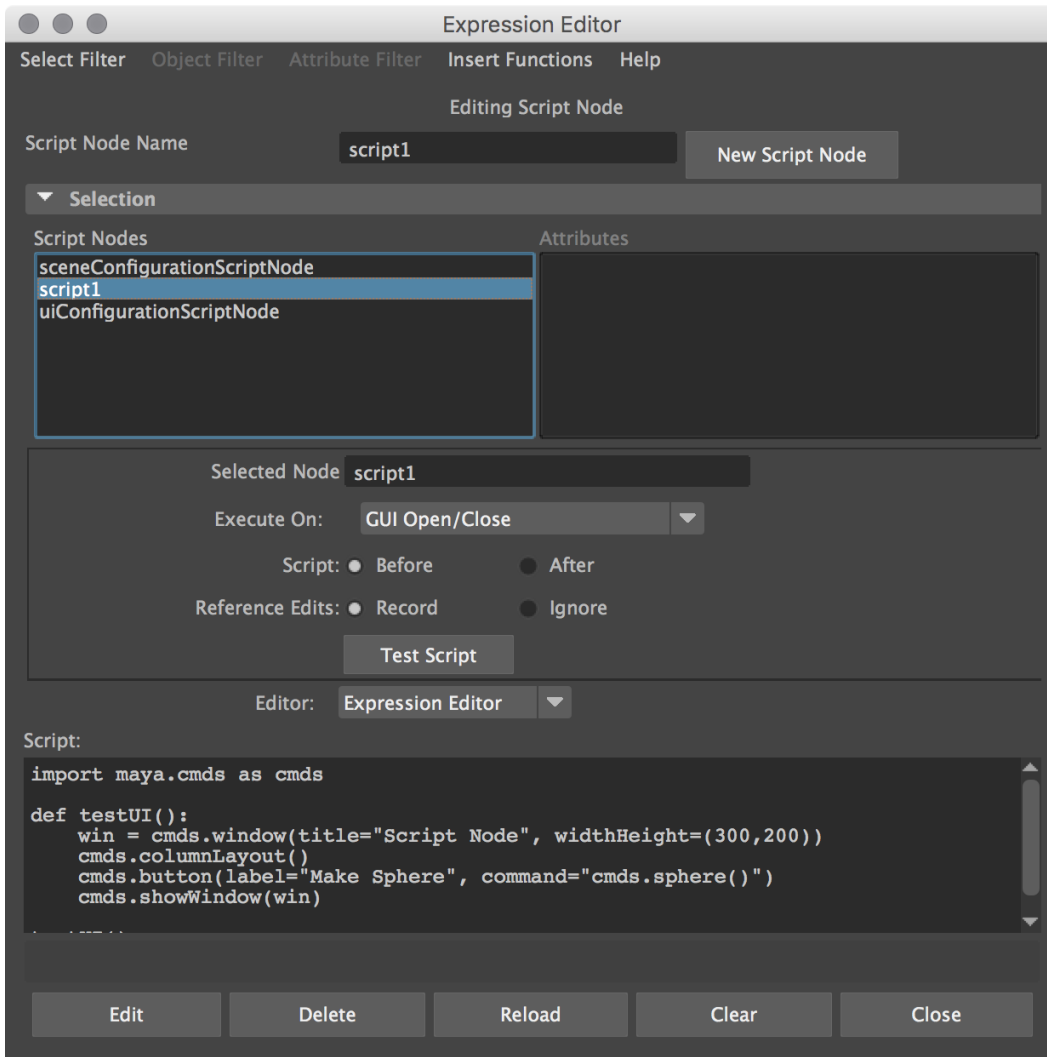 Expression Editor
Select Filter Object Filter Attribute Filter Insert Functions Help
Editing Script Node
Script Node Name script1 New Script Node
Selection
Script Nodes Attributes
sceneConfigurationScriptNode
script1
uiConfigurationScriptNode
Selected Node script1
Execute On: GUI Open/Close
Script: Before After
Reference Edits: Record Ignore
Test Script
Editor: Expression Editor
Script:
import maya.cmds as cmds
def testUI():
    win = cmds.window(title="Script Node", widthHeight=(300,200))
    cmds.columnLayout()
    cmds.button(label="Make Sphere", command="cmds.sphere()")
    cmds.showWindow(win)
Edit Delete Reload Clear Close